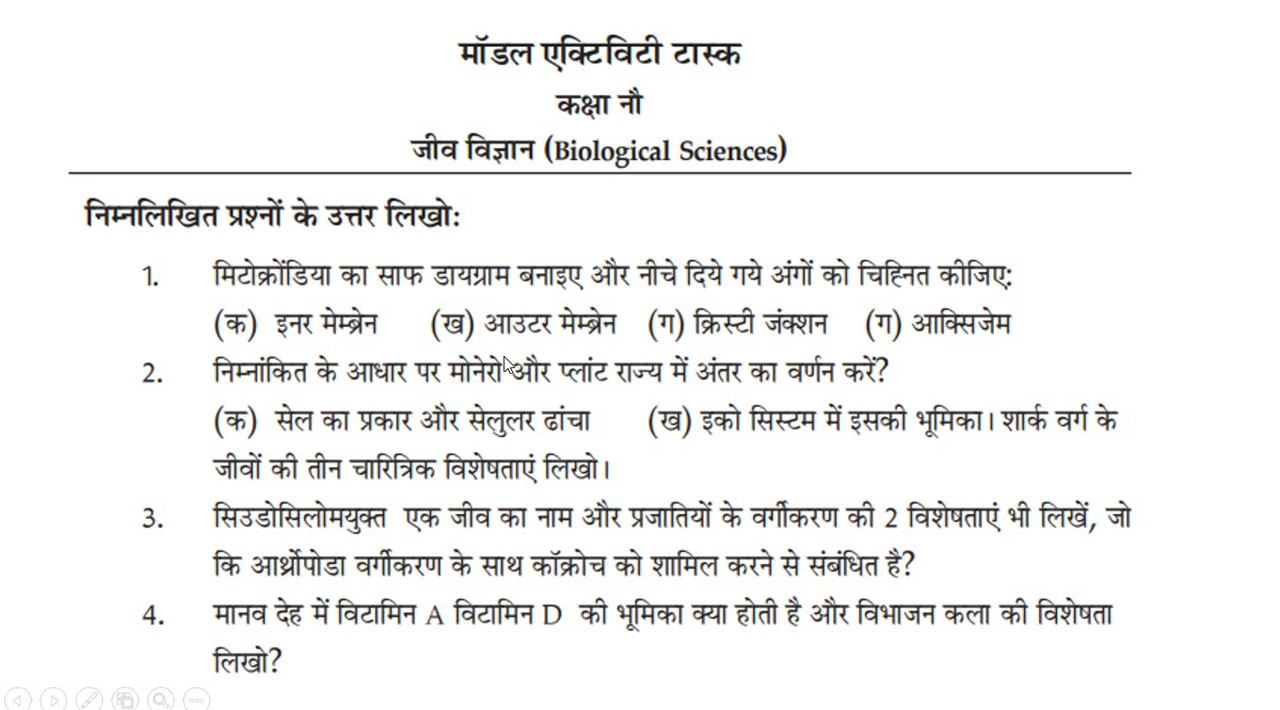 मॉडल एक्टिविटी टास्क
कक्षा नौ
जीव विज्ञान (Biological Sciences)
निम्नलिखित प्रश्नों के उत्तर लिखो:
1. मिटोक्रोंडिया का साफ डायग्राम बनाइए और नीचे दिये गये अंगों को चिह्नित कीजिए:
(क) इनर मेम्ब्रेन (ख) आउटर मेम्ब्रेन (ग) क्रिस्टी जंक्शन (ग) आक्सिजेम
2. निम्नांकित के आधार पर मोनेरो और प्लांट राज्य में अंतर का वर्णन करें?
(क) सेल का प्रकार और सेलुलर ढांचा (ख) इको सिस्टम में इसकी भूमिका। शार्क वर्ग के
जीवों की तीन चारित्रिक विशेषताएं लिखो।
3. सिउडोसिलोमयुक्त एक जीव का नाम और प्रजातियों के वर्गीकरण की 2 विशेषताएं भी लिखें, जो
कि आर्थ्रोपोडा वर्गीकरण के साथ कॉक्रोच को शामिल करने से संबंधित है?
4. मानव देह में विटामिन A विटामिन D की भूमिका क्या होती है और विभाजन कला की विशेषता
लिखो?